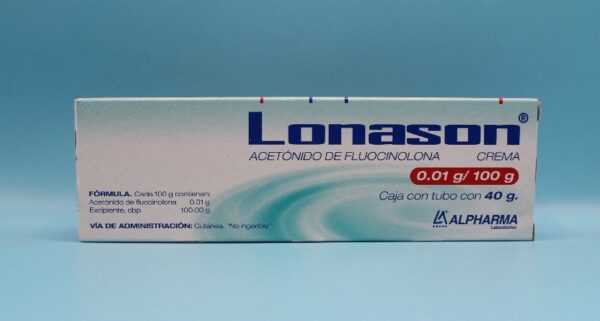 Lonason®
ACETÓNIDO DE FLUOCINOLONA CREMA
0.01 g/ 100 g
Caja con tubo con 40 g.
FÓRMULA. Cada 100 g contienen:
Acetónido de fluocinolona 0.01 g
Excipiente, cbp 100.00 g
VÍA DE ADMINISTRACIÓN: Cutánea. "No ingerible"
ALPHARMA
Laboratorios